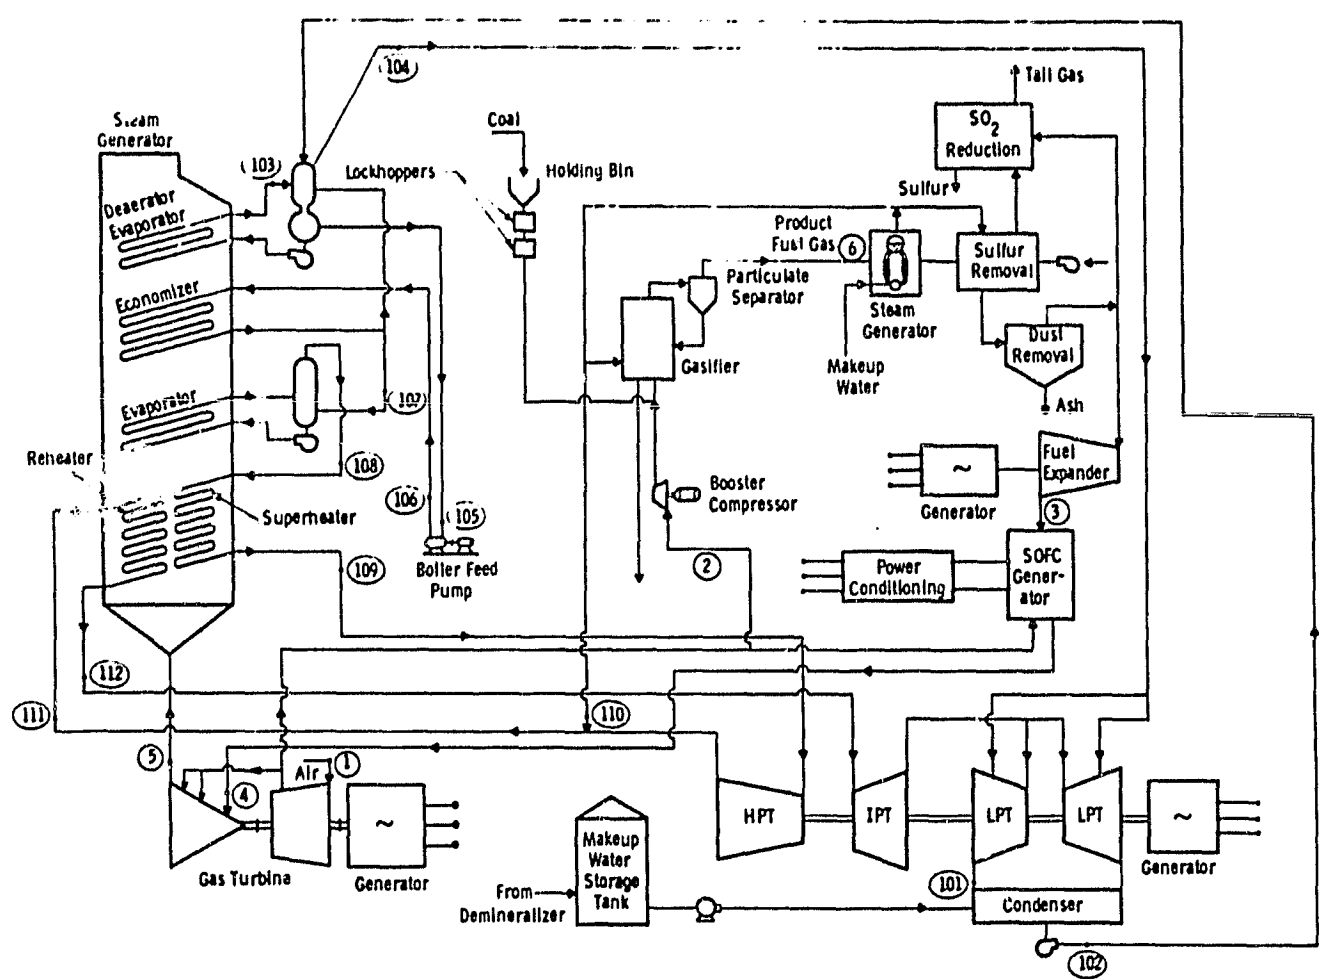 104
Tail Gas
Steam
Generator
Coal
SO2
Reduction
103
Lockhoppers
Holding Bin
Sulfur
Deaerator
Evaporator
Product
Fuel Gas
6
Sulfur
Removal
Particulate
Separator
Economizer
Steam
Generator
Dust
Removal
Gasifier
Makeup
Water
Evaporator
107
Ash
Reheater
108
Fuel
Expander
~
106
Booster
Compressor
Superheater
105
Generator
3
109
Boiler Feed
Pump
2
Power
Conditioning
SOFC
Gener-
ator
112
111
110
5
Air
1
4
~
HPT
IPT
LPT
LPT
~
Makeup
Water
Storage
Tank
Gas Turbina
Generator
Generator
101
From
Demineralizer
Condenser
102